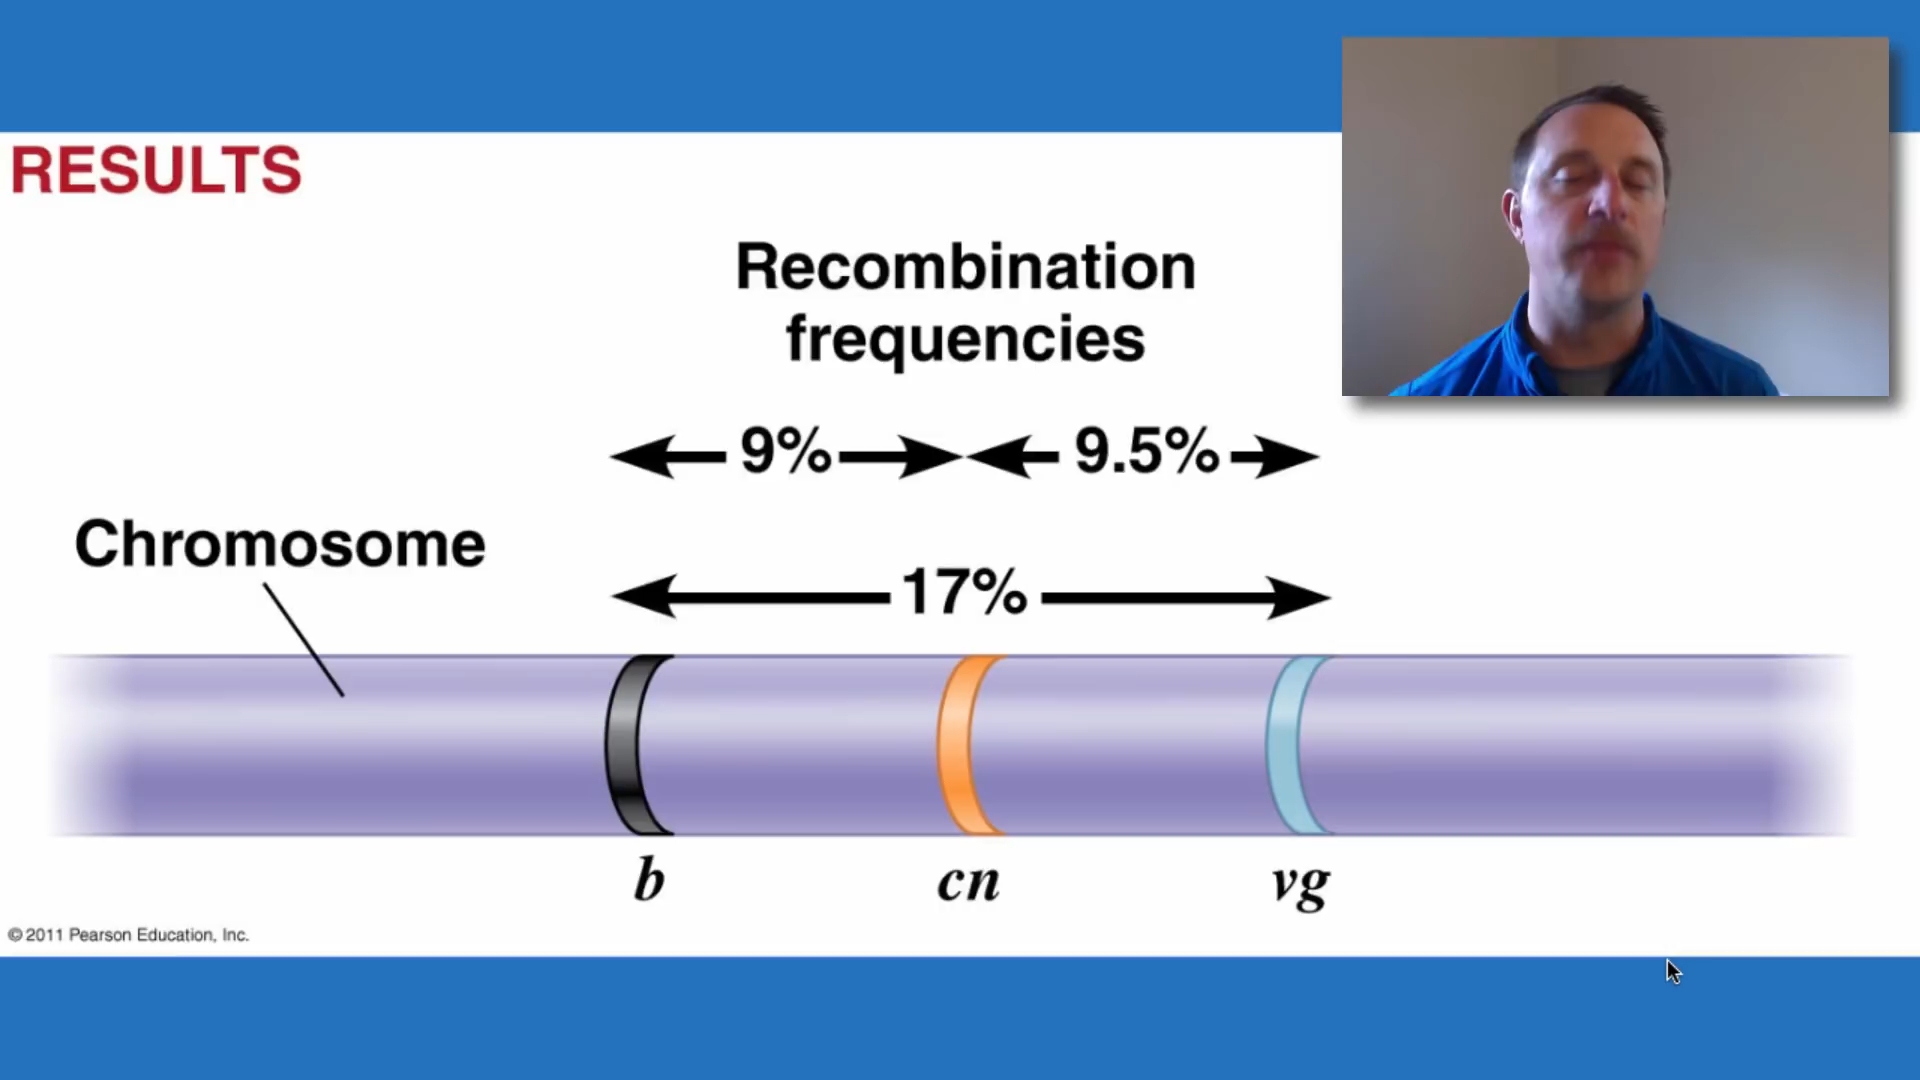 RESULTS
Recombination
frequencies
9% 9.5%
Chromosome
17%
b cn vg
© 2011 Pearson Education, Inc.